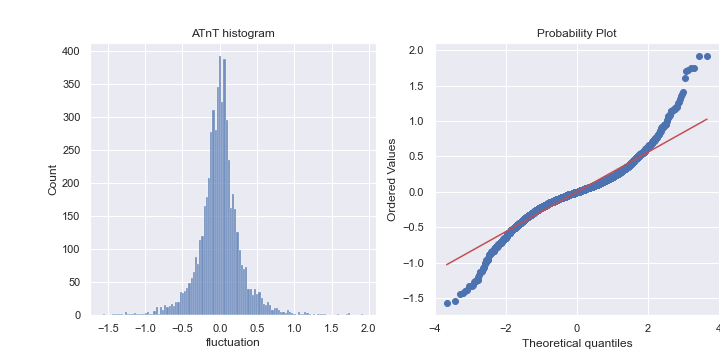 ATnT histogram
400
350
300
250
200
150
100
50
0
Count
−1.5 −1.0 −0.5 0.0 0.5 1.0 1.5 2.0
fluctuation
Probability Plot
2.0
1.5
1.0
0.5
0.0
−0.5
−1.0
−1.5
Ordered Values
−4 −2 0 2 4
Theoretical quantiles